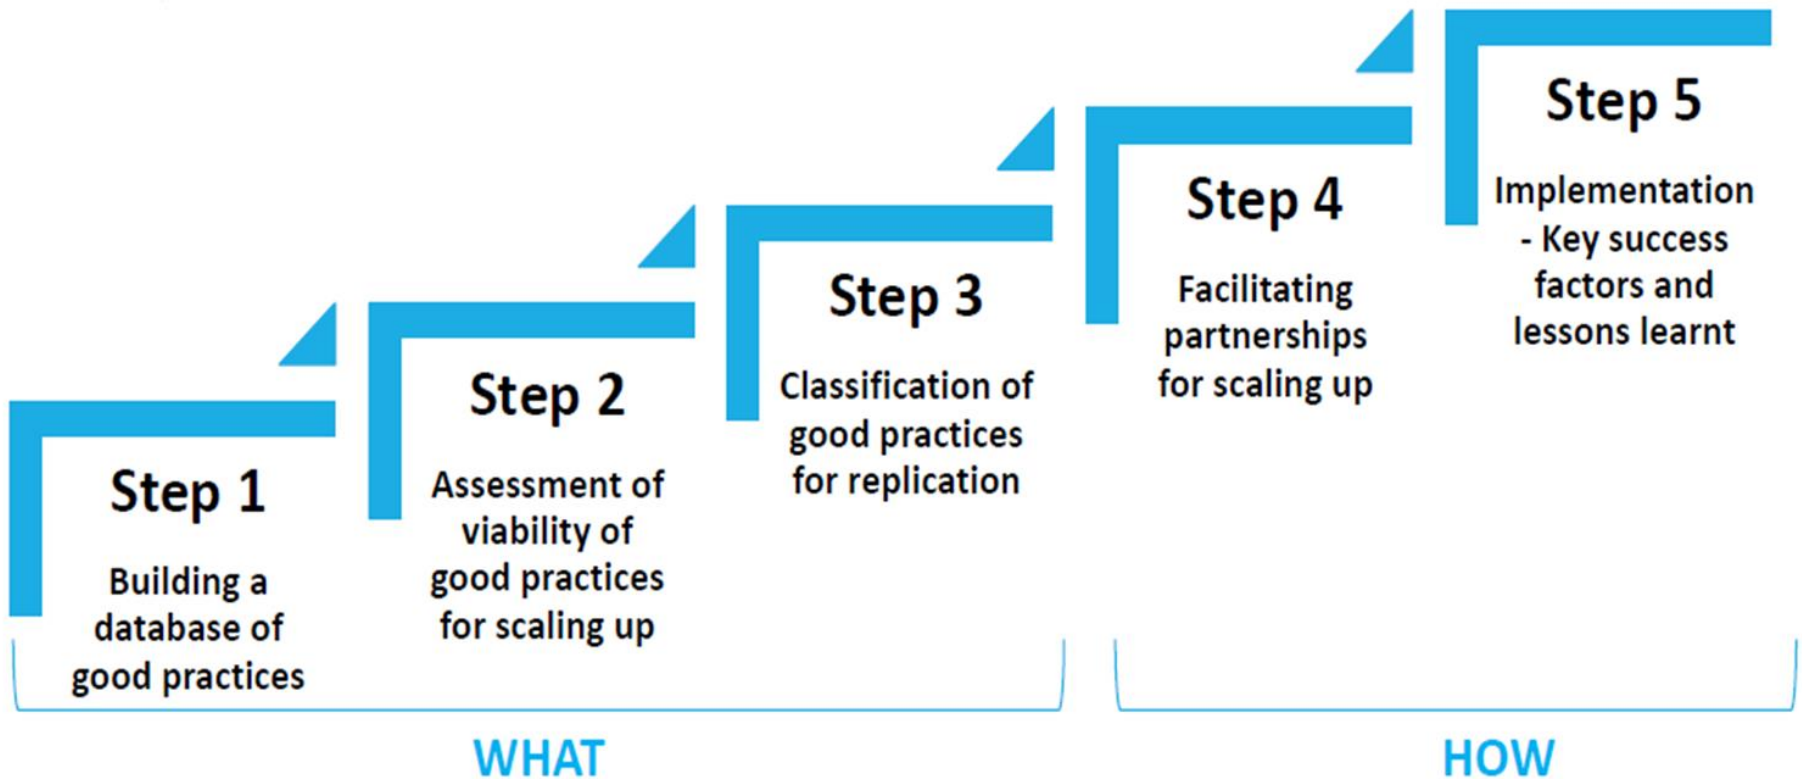 Step 1
Building a
database of
good practices
Step 2
Assessment of
viability of
good practices
for scaling up
Step 3
Classification of
good practices
for replication
Step 4
Facilitating
partnerships
for scaling up
Step 5
Implementation
- Key success
factors and
lessons learnt
WHAT
HOW